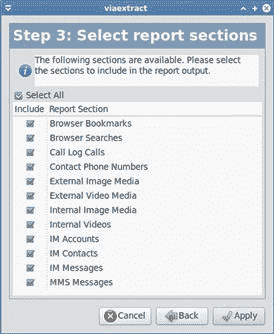 viaextract
Step 3: Select report sections
The following sections are available. Please select
the sections to include in the report output.
Select All
Include Report Section
Browser Bookmarks
Browser Searches
Call Log Calls
Contact Phone Numbers
External Image Media
External Video Media
Internal Image Media
Internal Videos
IM Accounts
IM Contacts
IM Messages
MMS Messages
Cancel Back Apply